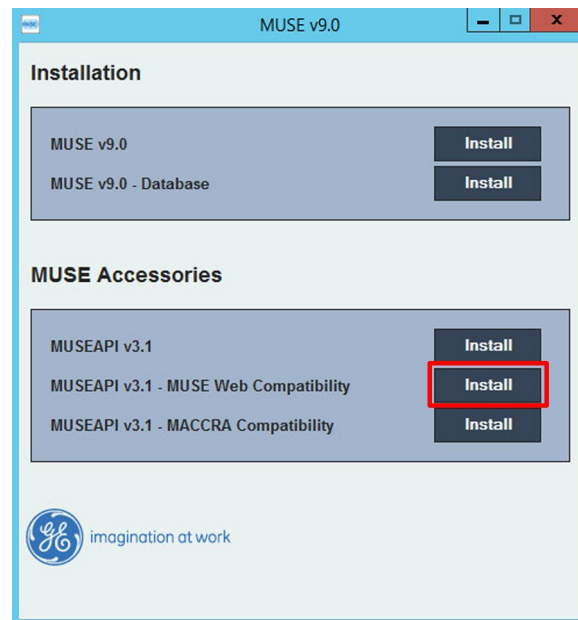 MUSE v9.0
Installation
MUSE v9.0 Install
MUSE v9.0 - Database Install
MUSE Accessories
MUSEAPI v3.1 Install
MUSEAPI v3.1 - MUSE Web Compatibility Install
MUSEAPI v3.1 - MACCRA Compatibility Install
GE imagination at work